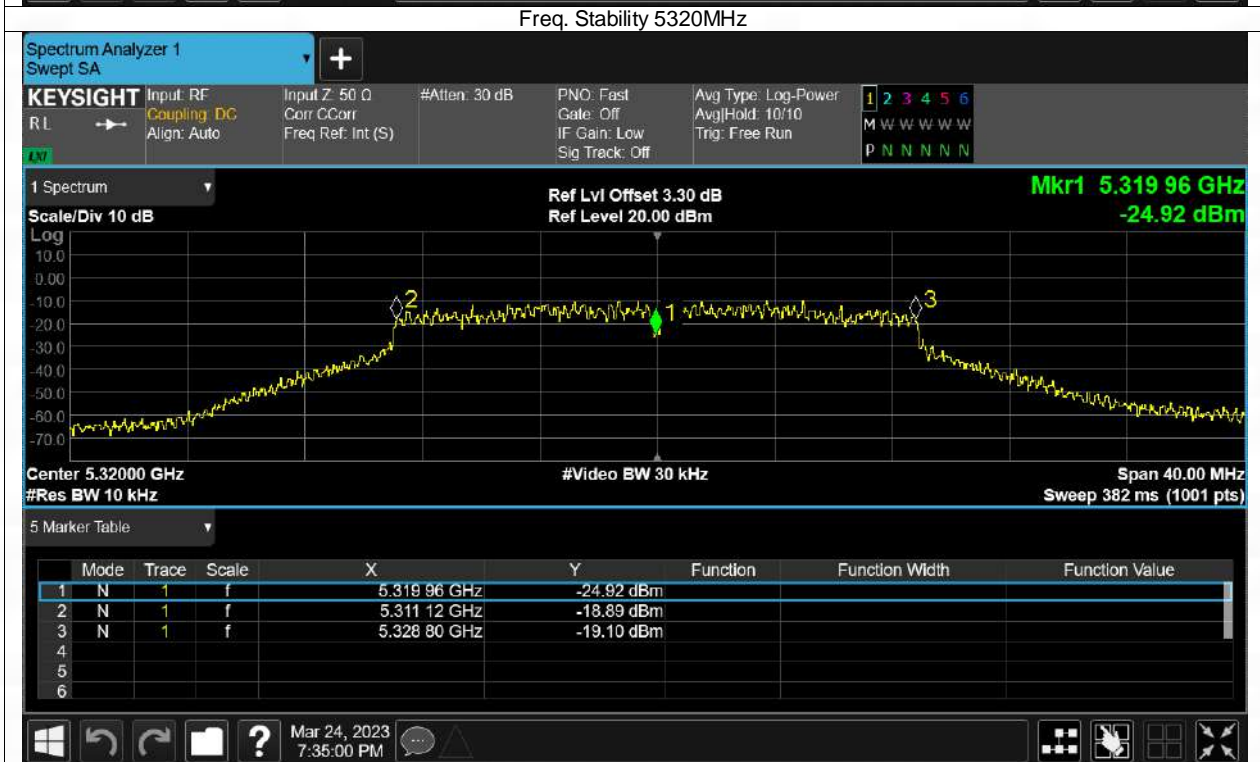 Freq. Stability 5320MHz
Spectrum Analyzer 1
Swept SA
+
KEYSIGHT Input: RF Input Z: 50 Ω #Atten: 30 dB PNO: Fast Avg Type: Log-Power 1 2 3 4 5 6
RL Coupling: DC Corr CCorr Gate: Off Avg|Hold: 10/10 M W W W W W
Align: Auto Freq Ref: Int (S) IF Gain: Low Trig: Free Run
LXI Sig Track: Off P N N N N N
1 Spectrum Ref Lvl Offset 3.30 dB Mkr1 5.319 96 GHz
Scale/Div 10 dB Ref Level 20.00 dBm -24.92 dBm
Log
10.0
0.00
-10.0
-20.0
-30.0
-40.0
-50.0
-60.0
-70.0
2
1
3
Center 5.32000 GHz #Video BW 30 kHz Span 40.00 MHz
#Res BW 10 kHz Sweep 382 ms (1001 pts)
5 Marker Table
Mode Trace Scale X Y Function Function Width Function Value
1 N 1 f 5.319 96 GHz -24.92 dBm
2 N 1 f 5.311 12 GHz -18.89 dBm
3 N 1 f 5.328 80 GHz -19.10 dBm
4
5
6
? Mar 24, 2023
7:35:00 PM